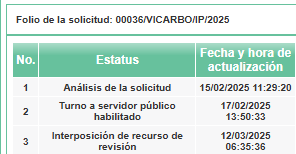 Folio de la solicitud: 00036/VICARBO/IP/2025
No. Estatus Fecha y hora de actualización
1 Análisis de la solicitud 15/02/2025 11:29:20
2 Turno a servidor público habilitado 17/02/2025 13:50:33
3 Interposición de recurso de revisión 12/03/2025 06:35:36